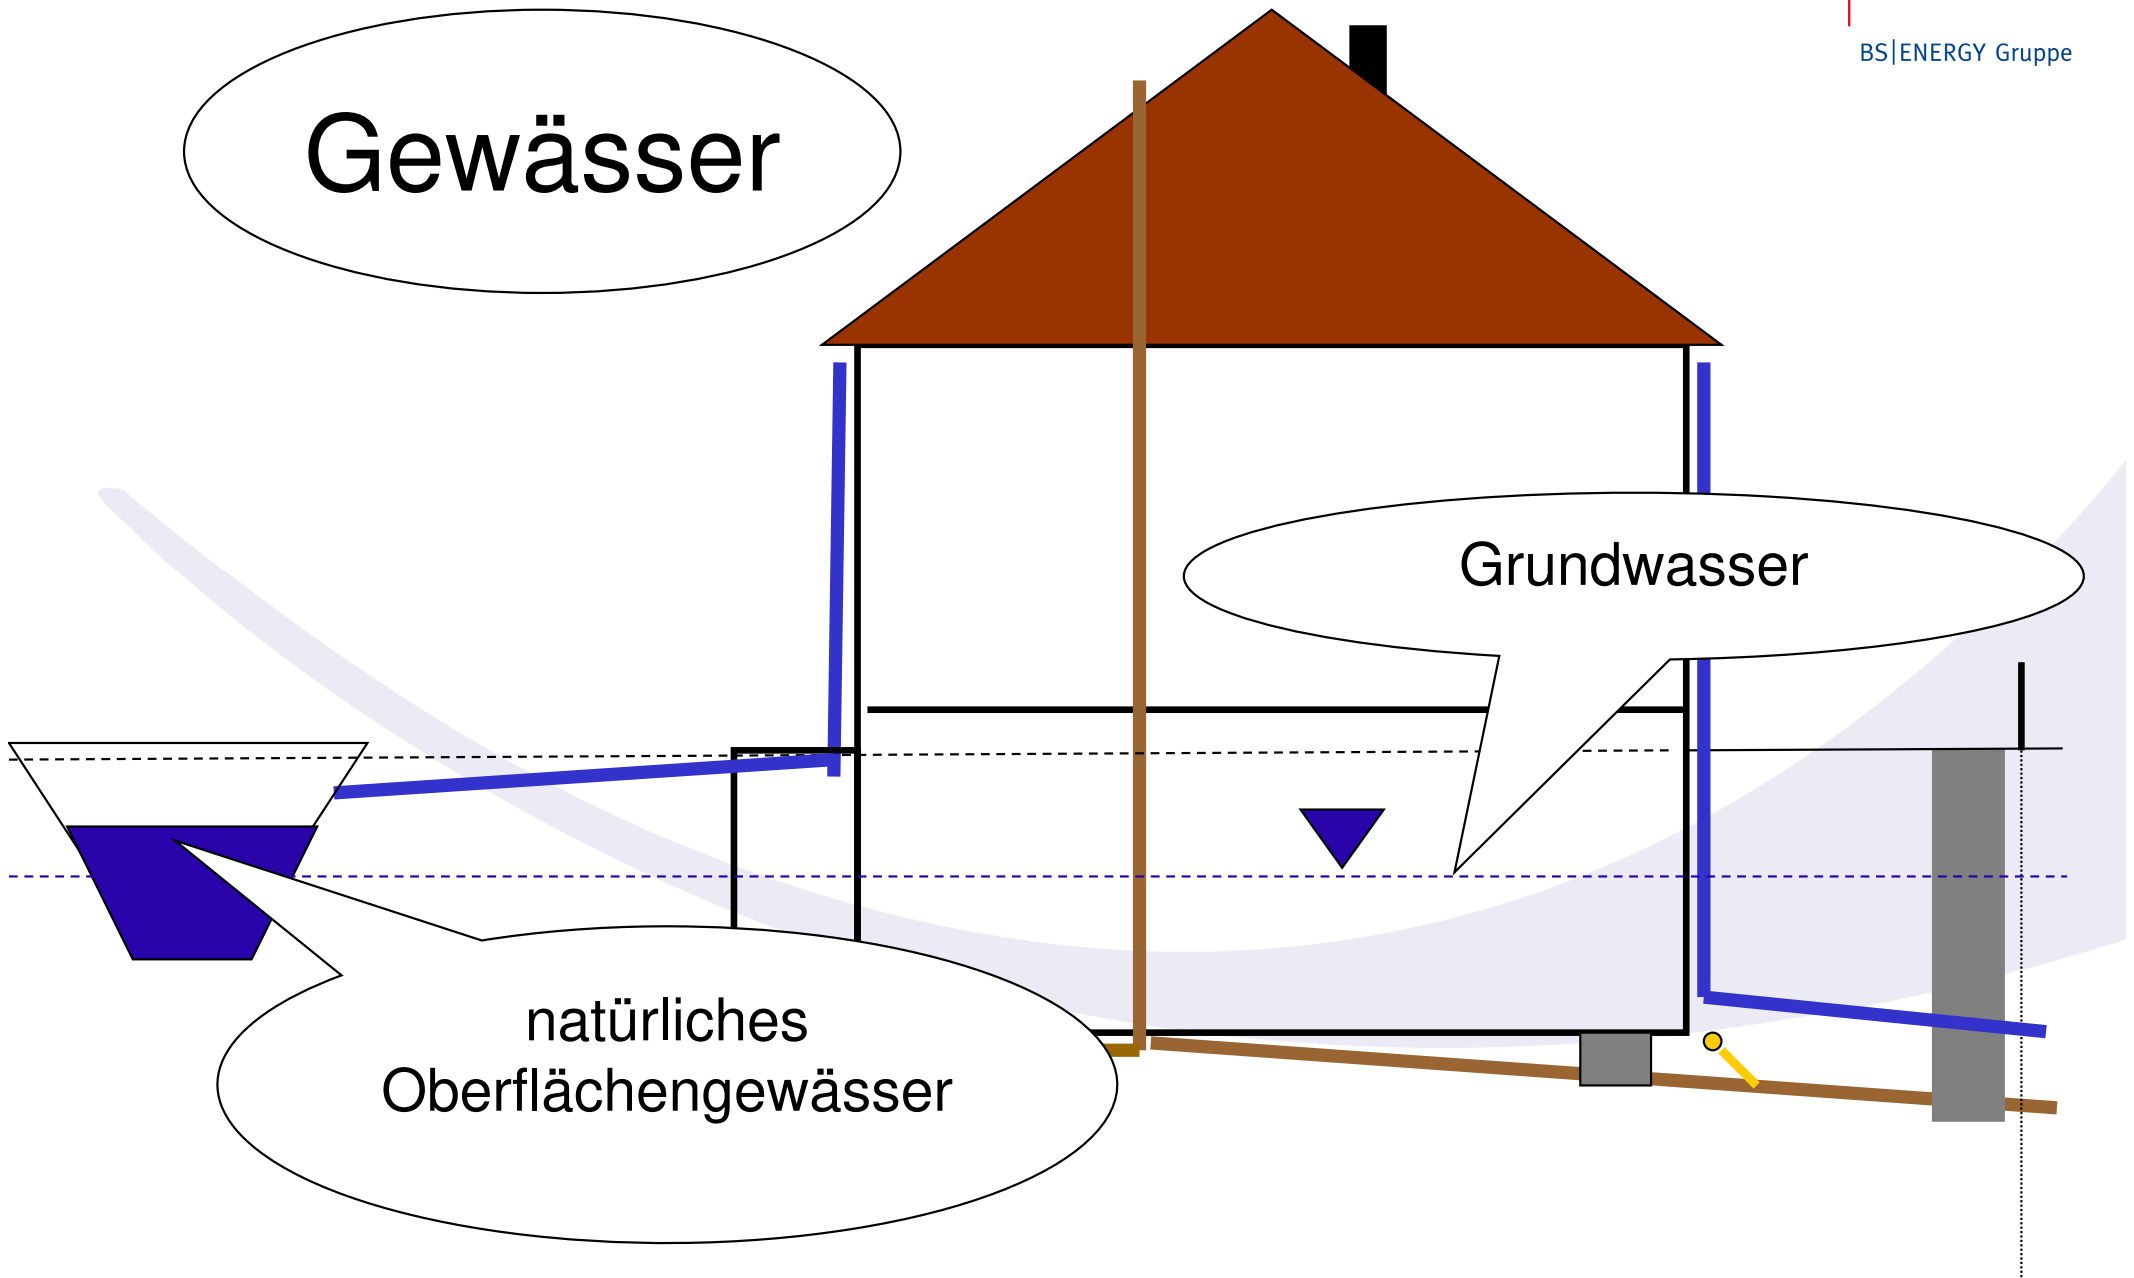 Gewässer
BS|ENERGY Gruppe
Grundwasser
natürliches
Oberflächengewässer